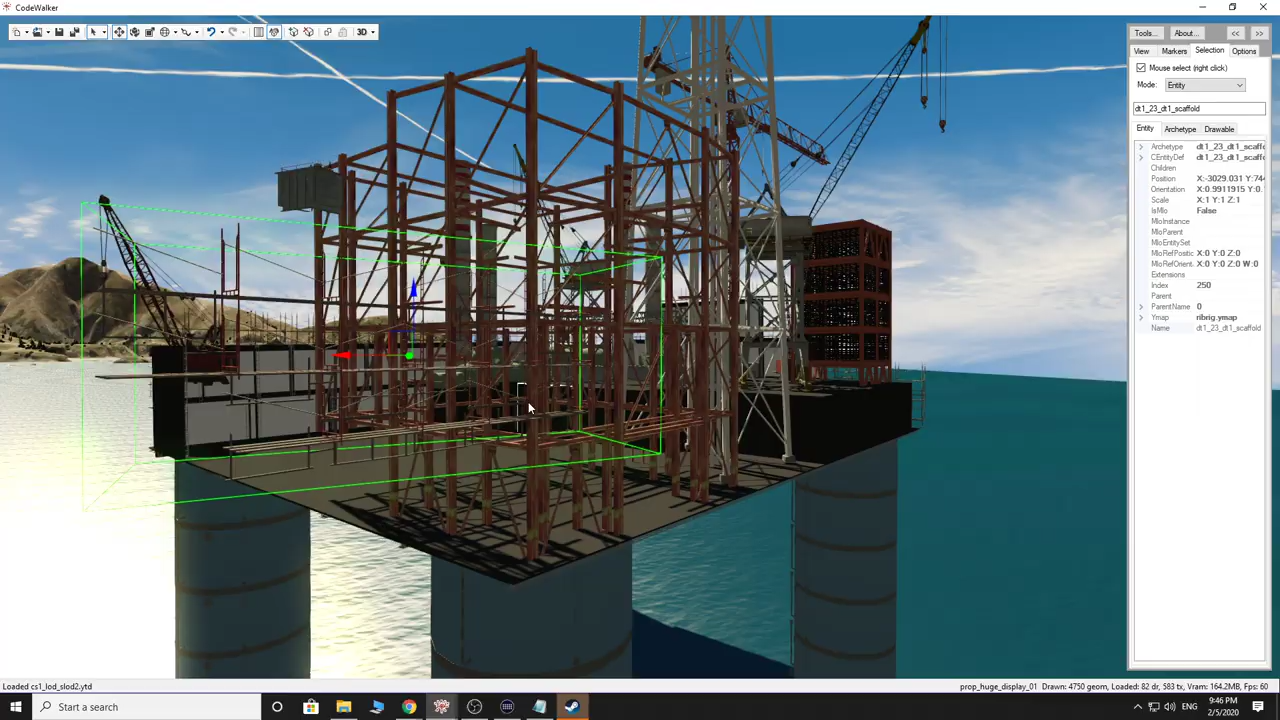 CodeWalker
3D
Tools... About... << >>
View Markers Selection Options
Mouse select (right click)
Mode: Entity
dt1_23_dt1_scaffold
Entity Archetype Drawable
Archetype dt1_23_dt1_scaff
CEntityDef dt1_23_dt1_scaff
Children
Position X:-3029.031 Y:74
Orientation X:0.9911915 Y:0.
Scale X:1 Y:1 Z:1
IsMlo False
MloInstance
MloParent
MloEntitySet
MloRefPositic X:0 Y:0 Z:0
MloRefOrient X:0 Y:0 Z:0 W:0
Extensions
Index 250
Parent
ParentName 0
Ymap ribrig.ymap
Name dt1_23_dt1_scaffold
Loaded cs1_lod_slod2.ytd
prop_huge_display_01 Drawn: 4750 geom, Loaded: 82 dr, 583 tx, Vram: 164.2MB, Fps: 60
Start a search
ENG
9:46 PM
2/5/2020